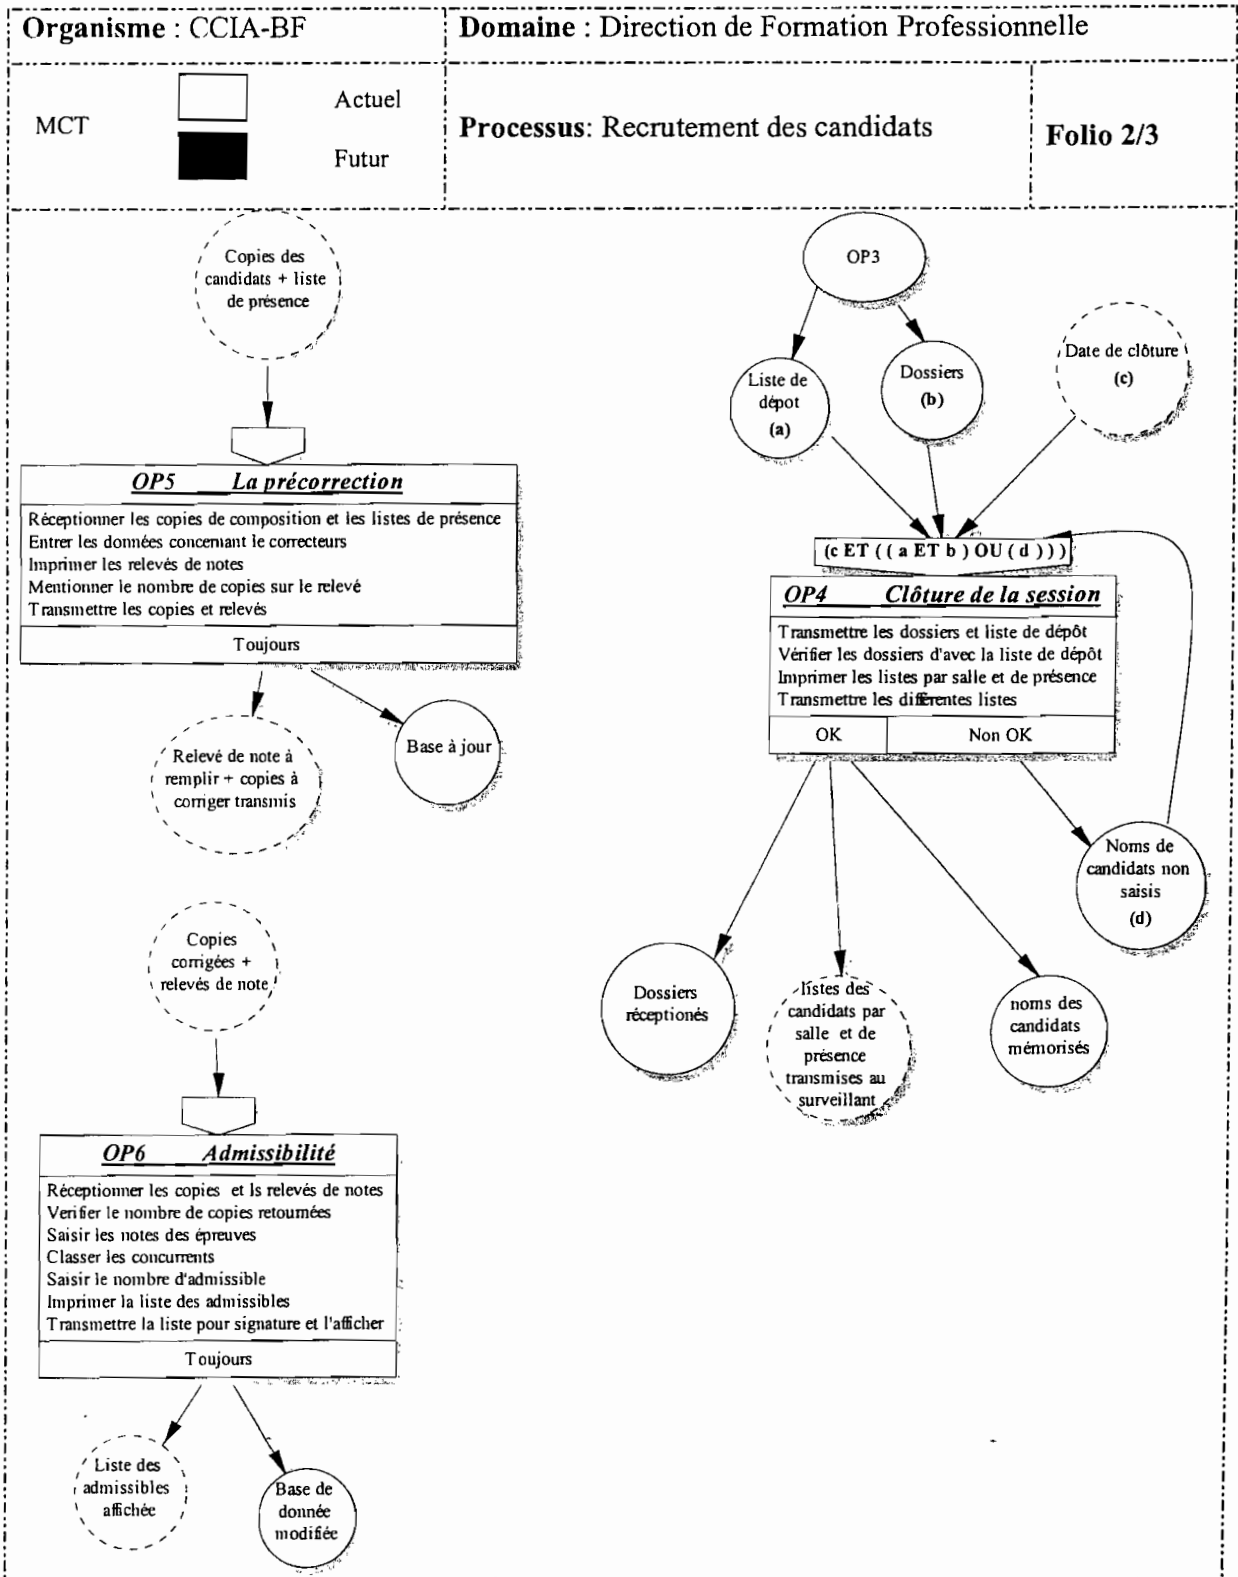 Organisme : CCIA-BF
Domaine : Direction de Formation Professionnelle
MCT
Actuel
Futur
Processus: Recrutement des candidats
Folio 2/3
Copies des
candidats + liste
de présence
OP5 La précorrection
Réceptionner les copies de composition et les listes de présence
Entrer les données concernant le correcteurs
Imprimer les relevés de notes
Mentionner le nombre de copies sur le relevé
Transmettre les copies et relevés
Toujours
Relevé de note à
remplir + copies à
corriger transmis
Base à jour
Copies
corrigées +
relevés de note
OP6 Admissibilité
Réceptionner les copies et ls relevés de notes
Verifier le nombre de copies retournées
Saisir les notes des épreuves
Classer les concurrents
Saisir le nombre d'admissible
Imprimer la liste des admissibles
Transmettre la liste pour signature et l'afficher
Toujours
Liste des
admissibles
affichée
Base de
donnée
modifiée
OP3
Liste de
dépot
(a)
Dossiers
(b)
Date de clôture
(c)
(c ET ( ( a ET b ) OU ( d ) ) )
OP4 Clôture de la session
Transmettre les dossiers et liste de dépôt
Vérifier les dossiers d'avec la liste de dépôt
Imprimer les listes par salle et de présence
Transmettre les différentes listes
OK
Non OK
Noms de
candidats non
saisis
(d)
Dossiers
réceptionés
listes des
candidats par
salle et de
présence
transmises au
surveillant
noms des
candidats
mémorisés